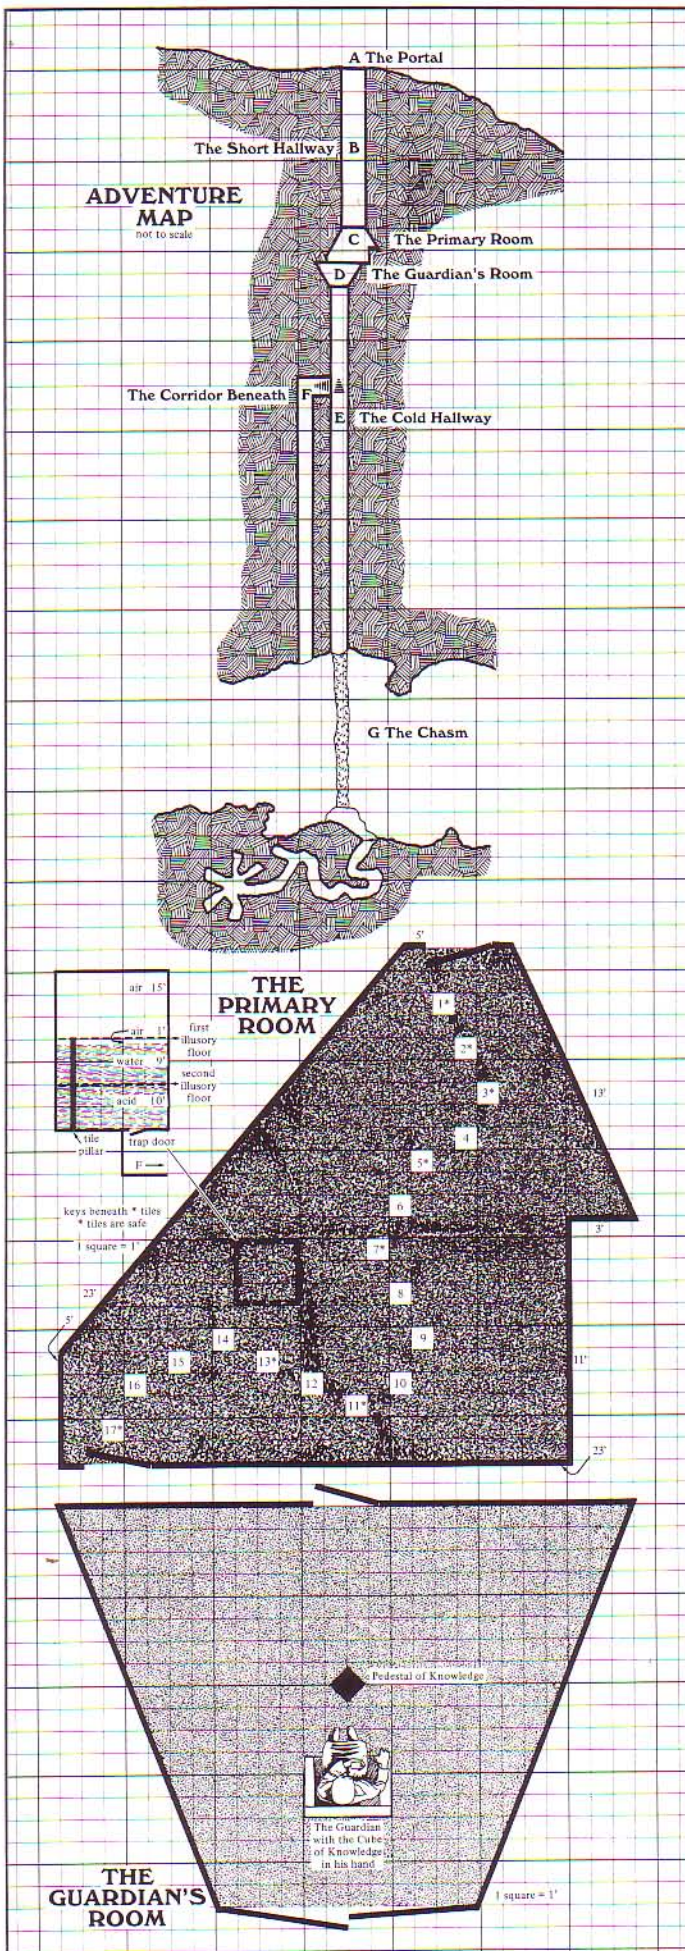 A The Portal
The Short Hallway
B
ADVENTURE
MAP
not to scale
C
The Primary Room
D
The Guardian's Room
The Corridor Beneath
F
E
The Cold Hallway
G The Chasm
5'
THE
PRIMARY
ROOM
air 15'
air 1'
first
illusory
floor
water 9'
second
illusory
floor
acid 10'
tile
pillar
trap door
F
keys beneath * tiles
* tiles are safe
1 square = 1'
1*
2*
3*
13'
4
5*
6
3'
7*
8
23'
5'
9
14
15
13*
11'
16
12
10
11*
17*
23'
Pedestal of Knowledge
The Guardian
with the Cube
of Knowledge
in his hand
THE
GUARDIAN'S
ROOM
1 square = 1'